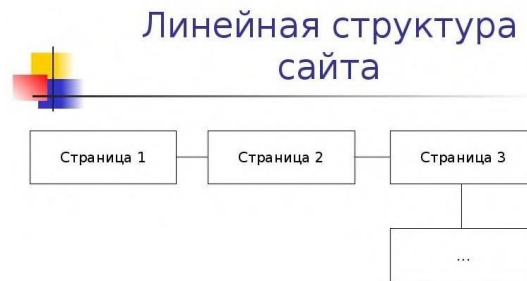 Линейная структура
сайта
Страница 1
Страница 2
Страница 3
...